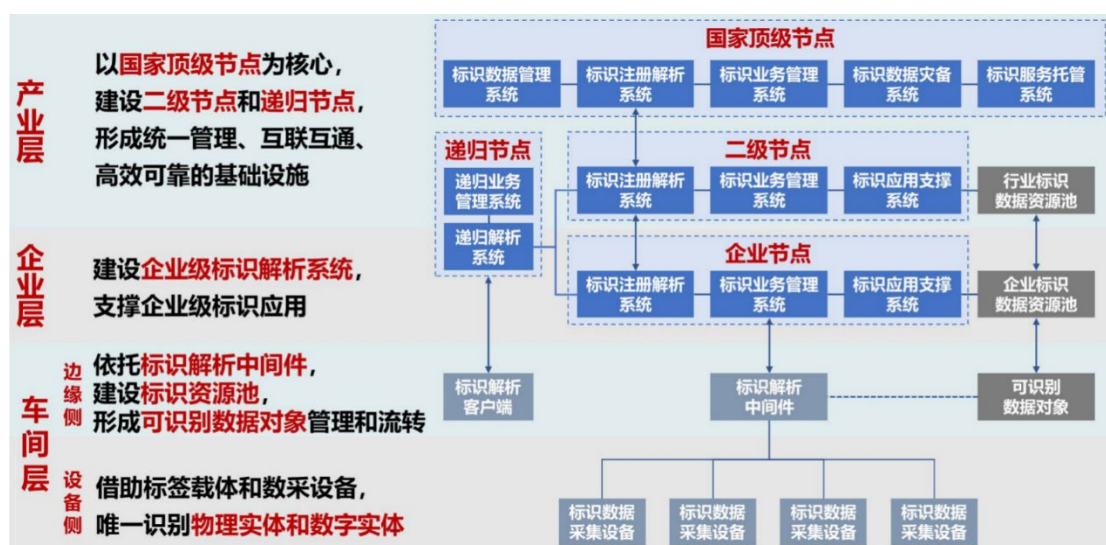 产业层
以国家顶级节点为核心，
建设二级节点和递归节点，
形成统一管理、互联互通、
高效可靠的基础设施
国家顶级节点
标识数据管理
系统
标识注册解析
系统
标识业务管理
系统
标识数据灾备
系统
标识服务托管
系统
递归节点
递归业务
管理系统
递归解析
系统
二级节点
标识注册解析
系统
标识业务管理
系统
标识应用支撑
系统
行业标识
数据资源池
企业层
建设企业级标识解析系统，
支撑企业级标识应用
企业节点
标识注册解析
系统
标识业务管理
系统
标识应用支撑
系统
企业标识
数据资源池
车间层
边缘侧
依托标识解析中间件，
建设标识资源池，
形成可识别数据对象管理和流转
标识解析
客户端
标识解析
中间件
可识别
数据对象
设备侧
借助标签载体和数采设备，
唯一识别物理实体和数字实体
标识数据
采集设备
标识数据
采集设备
标识数据
采集设备
标识数据
采集设备